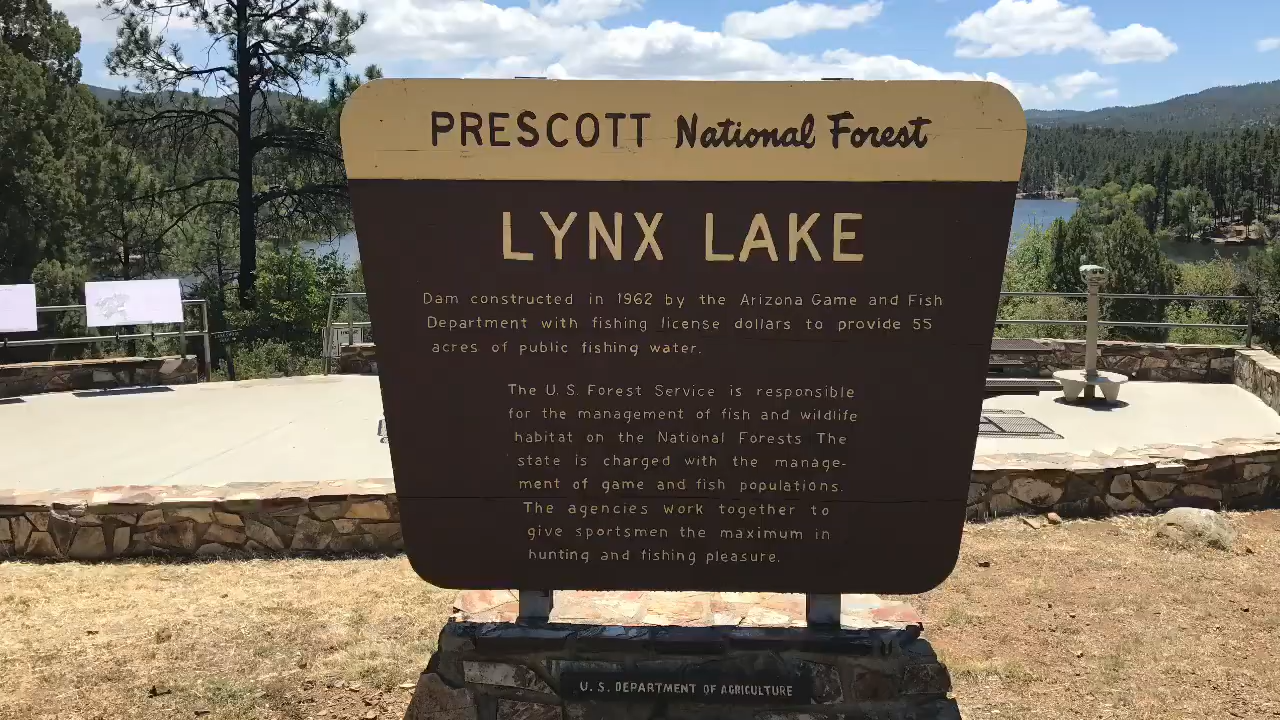 PRESCOTT National Forest
LYNX LAKE
Dam constructed in 1962 by the Arizona Game and Fish
Department with fishing license dollars to provide 55
acres of public fishing water.
The U. S. Forest Service is responsible
for the management of fish and wildlife
habitat on the National Forests The
state is charged with the manage-
ment of game and fish populations.
The agencies work together to
give sportsmen the maximum in
hunting and fishing pleasure.
U. S. DEPARTMENT OF AGRICULTURE